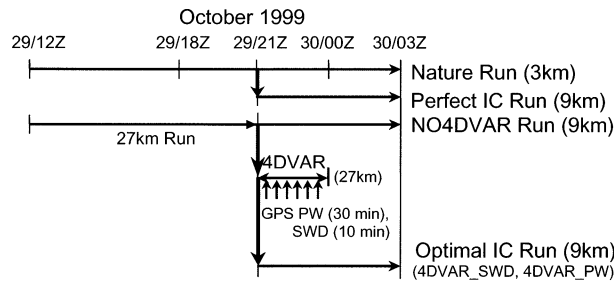 October 1999
29/12Z 29/18Z 29/21Z 30/00Z 30/03Z
Nature Run (3km)
Perfect IC Run (9km)
NO4DVAR Run (9km)
27km Run
4DVAR
(27km)
GPS PW (30 min),
SWD (10 min)
Optimal IC Run (9km)
(4DVAR_SWD, 4DVAR_PW)